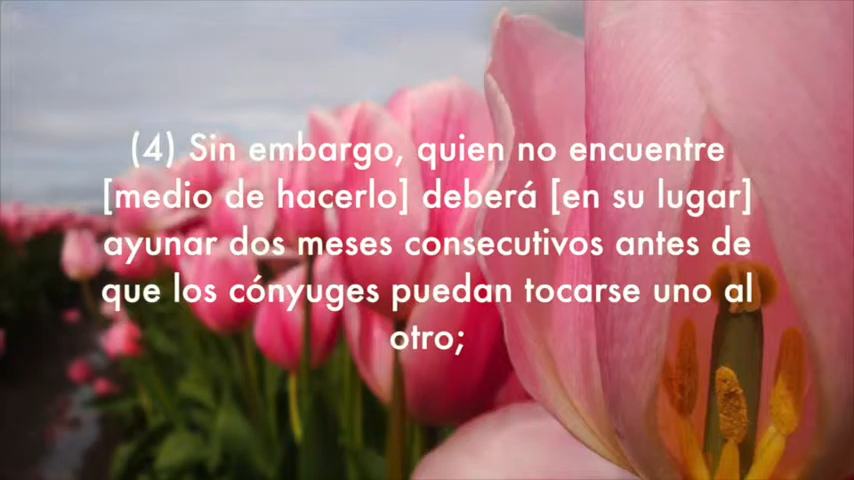 (4) Sin embargo, quien no encuentre
[medio de hacerlo] deberá [en su lugar]
ayunar dos meses consecutivos antes de
que los cónyuges puedan tocarse uno al
otro;